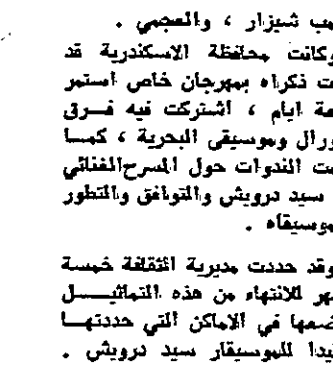 شيزار ، والعجمي .
وكانت محافظة الاسكندرية قد
ذكراه بمهرجان خاص استمر
ايام ، اشتركت فيه فرق
وموسيقى البحرية ، كما
الندوات حول المسرح الغنائي
سيد درويش والتوافق والتطور
وقد حددت مديرية الثقافة خمسة
للانتهاء من هذه التماثيل
في الاماكن التي حددتها
للموسيقار سيد درويش .